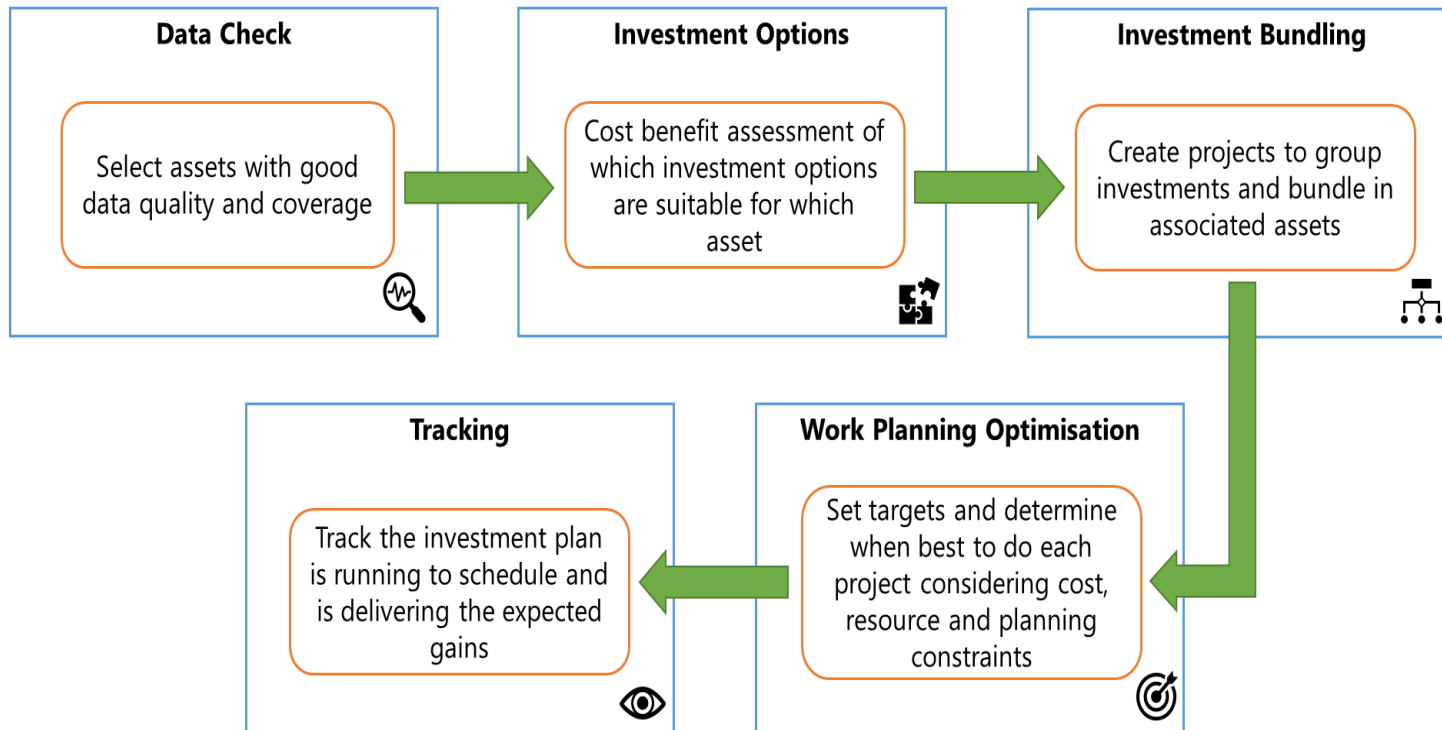 Data Check
Select assets with good
data quality and coverage
Investment Options
Cost benefit assessment of
which investment options
are suitable for which
asset
Investment Bundling
Create projects to group
investments and bundle in
associated assets
Work Planning Optimisation
Set targets and determine
when best to do each
project considering cost,
resource and planning
constraints
Tracking
Track the investment plan
is running to schedule and
is delivering the expected
gains